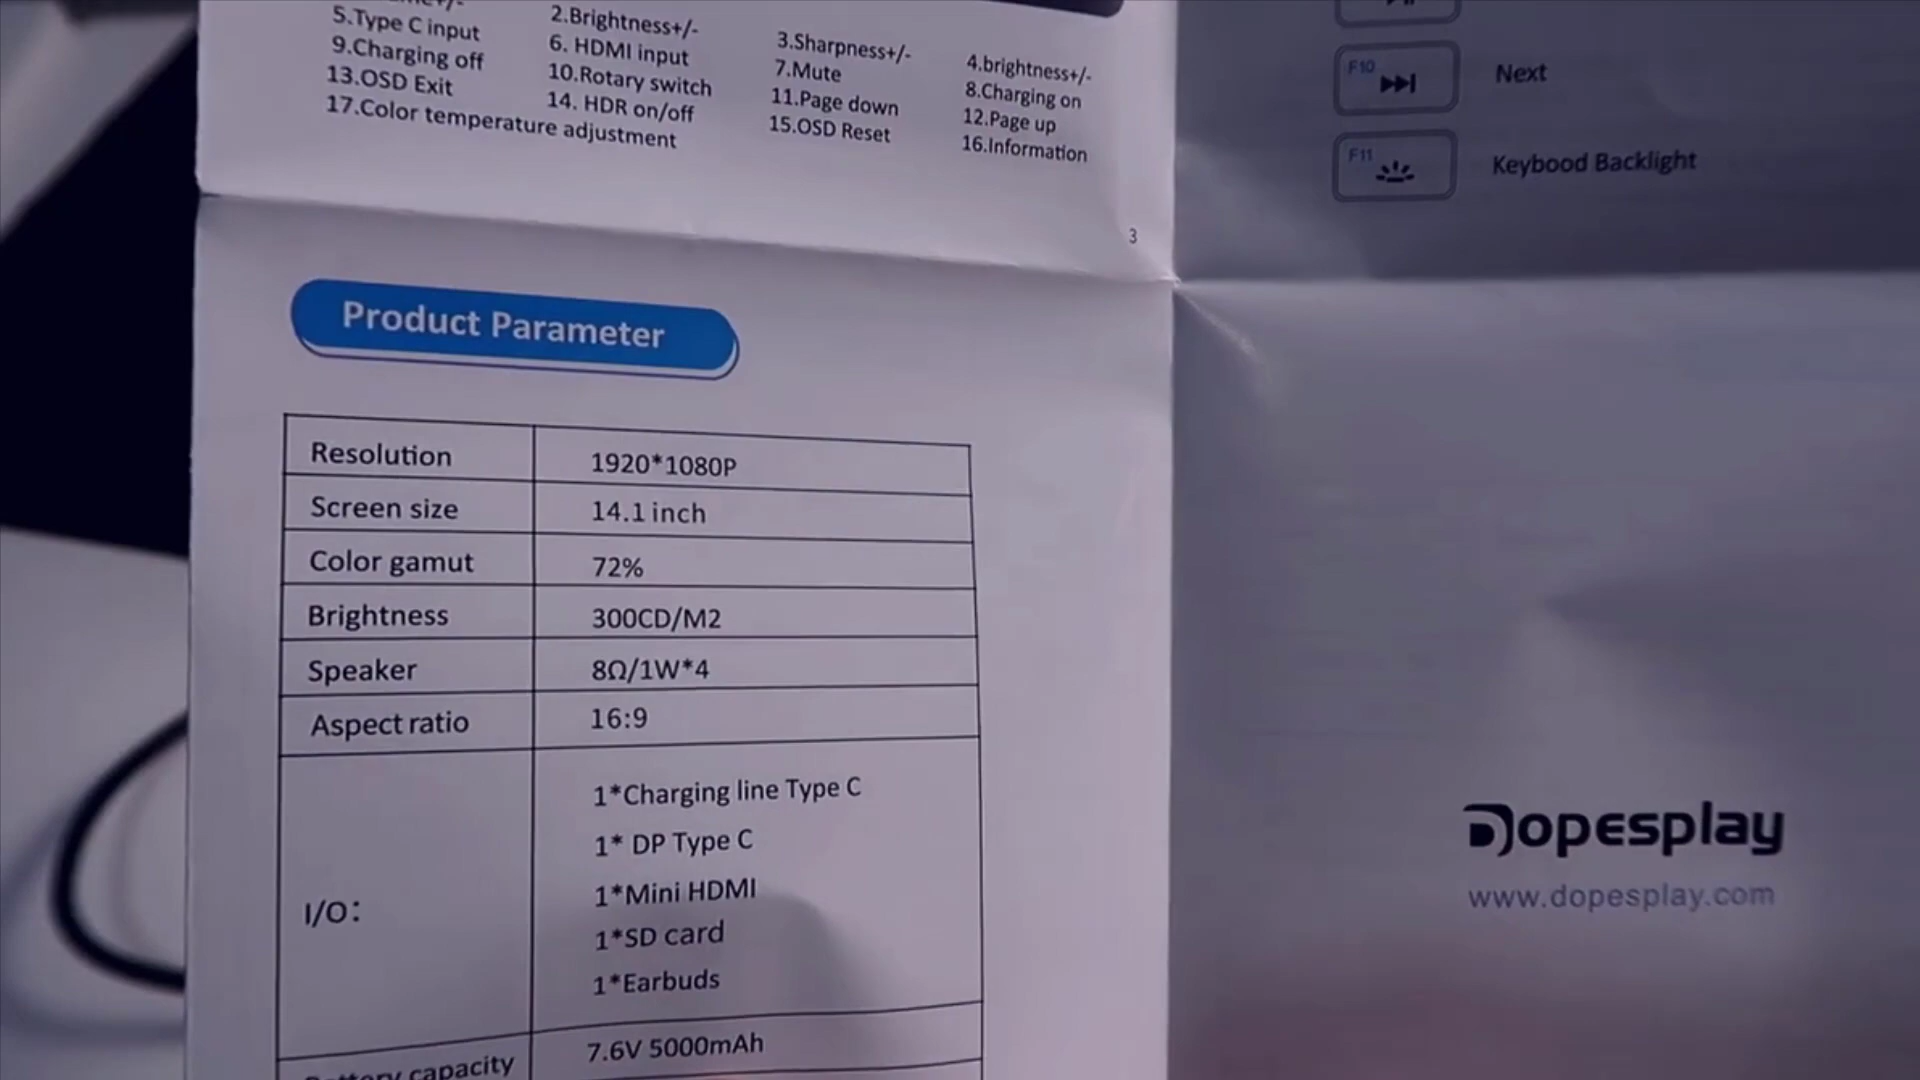 5.Type C input 2.Brightness+/- 3.Sharpness+/- 4.brightness+/-
9.Charging off 6. HDMI input 7.Mute 8.Charging on
13.OSD Exit 10.Rotary switch 11.Page down 12.Page up
17.Color temperature adjustment 14. HDR on/off 15.OSD Reset 16.Information
3
Product Parameter
Resolution 1920*1080P
Screen size 14.1 inch
Color gamut 72%
Brightness 300CD/M2
Speaker 8Ω/1W*4
Aspect ratio 16:9
I/O:
1*Charging line Type C
1* DP Type C
1*Mini HDMI
1*SD card
1*Earbuds
Battery capacity 7.6V 5000mAh
F10 Next
F11 Keybood Backlight
Dopesplay
www.dopesplay.com